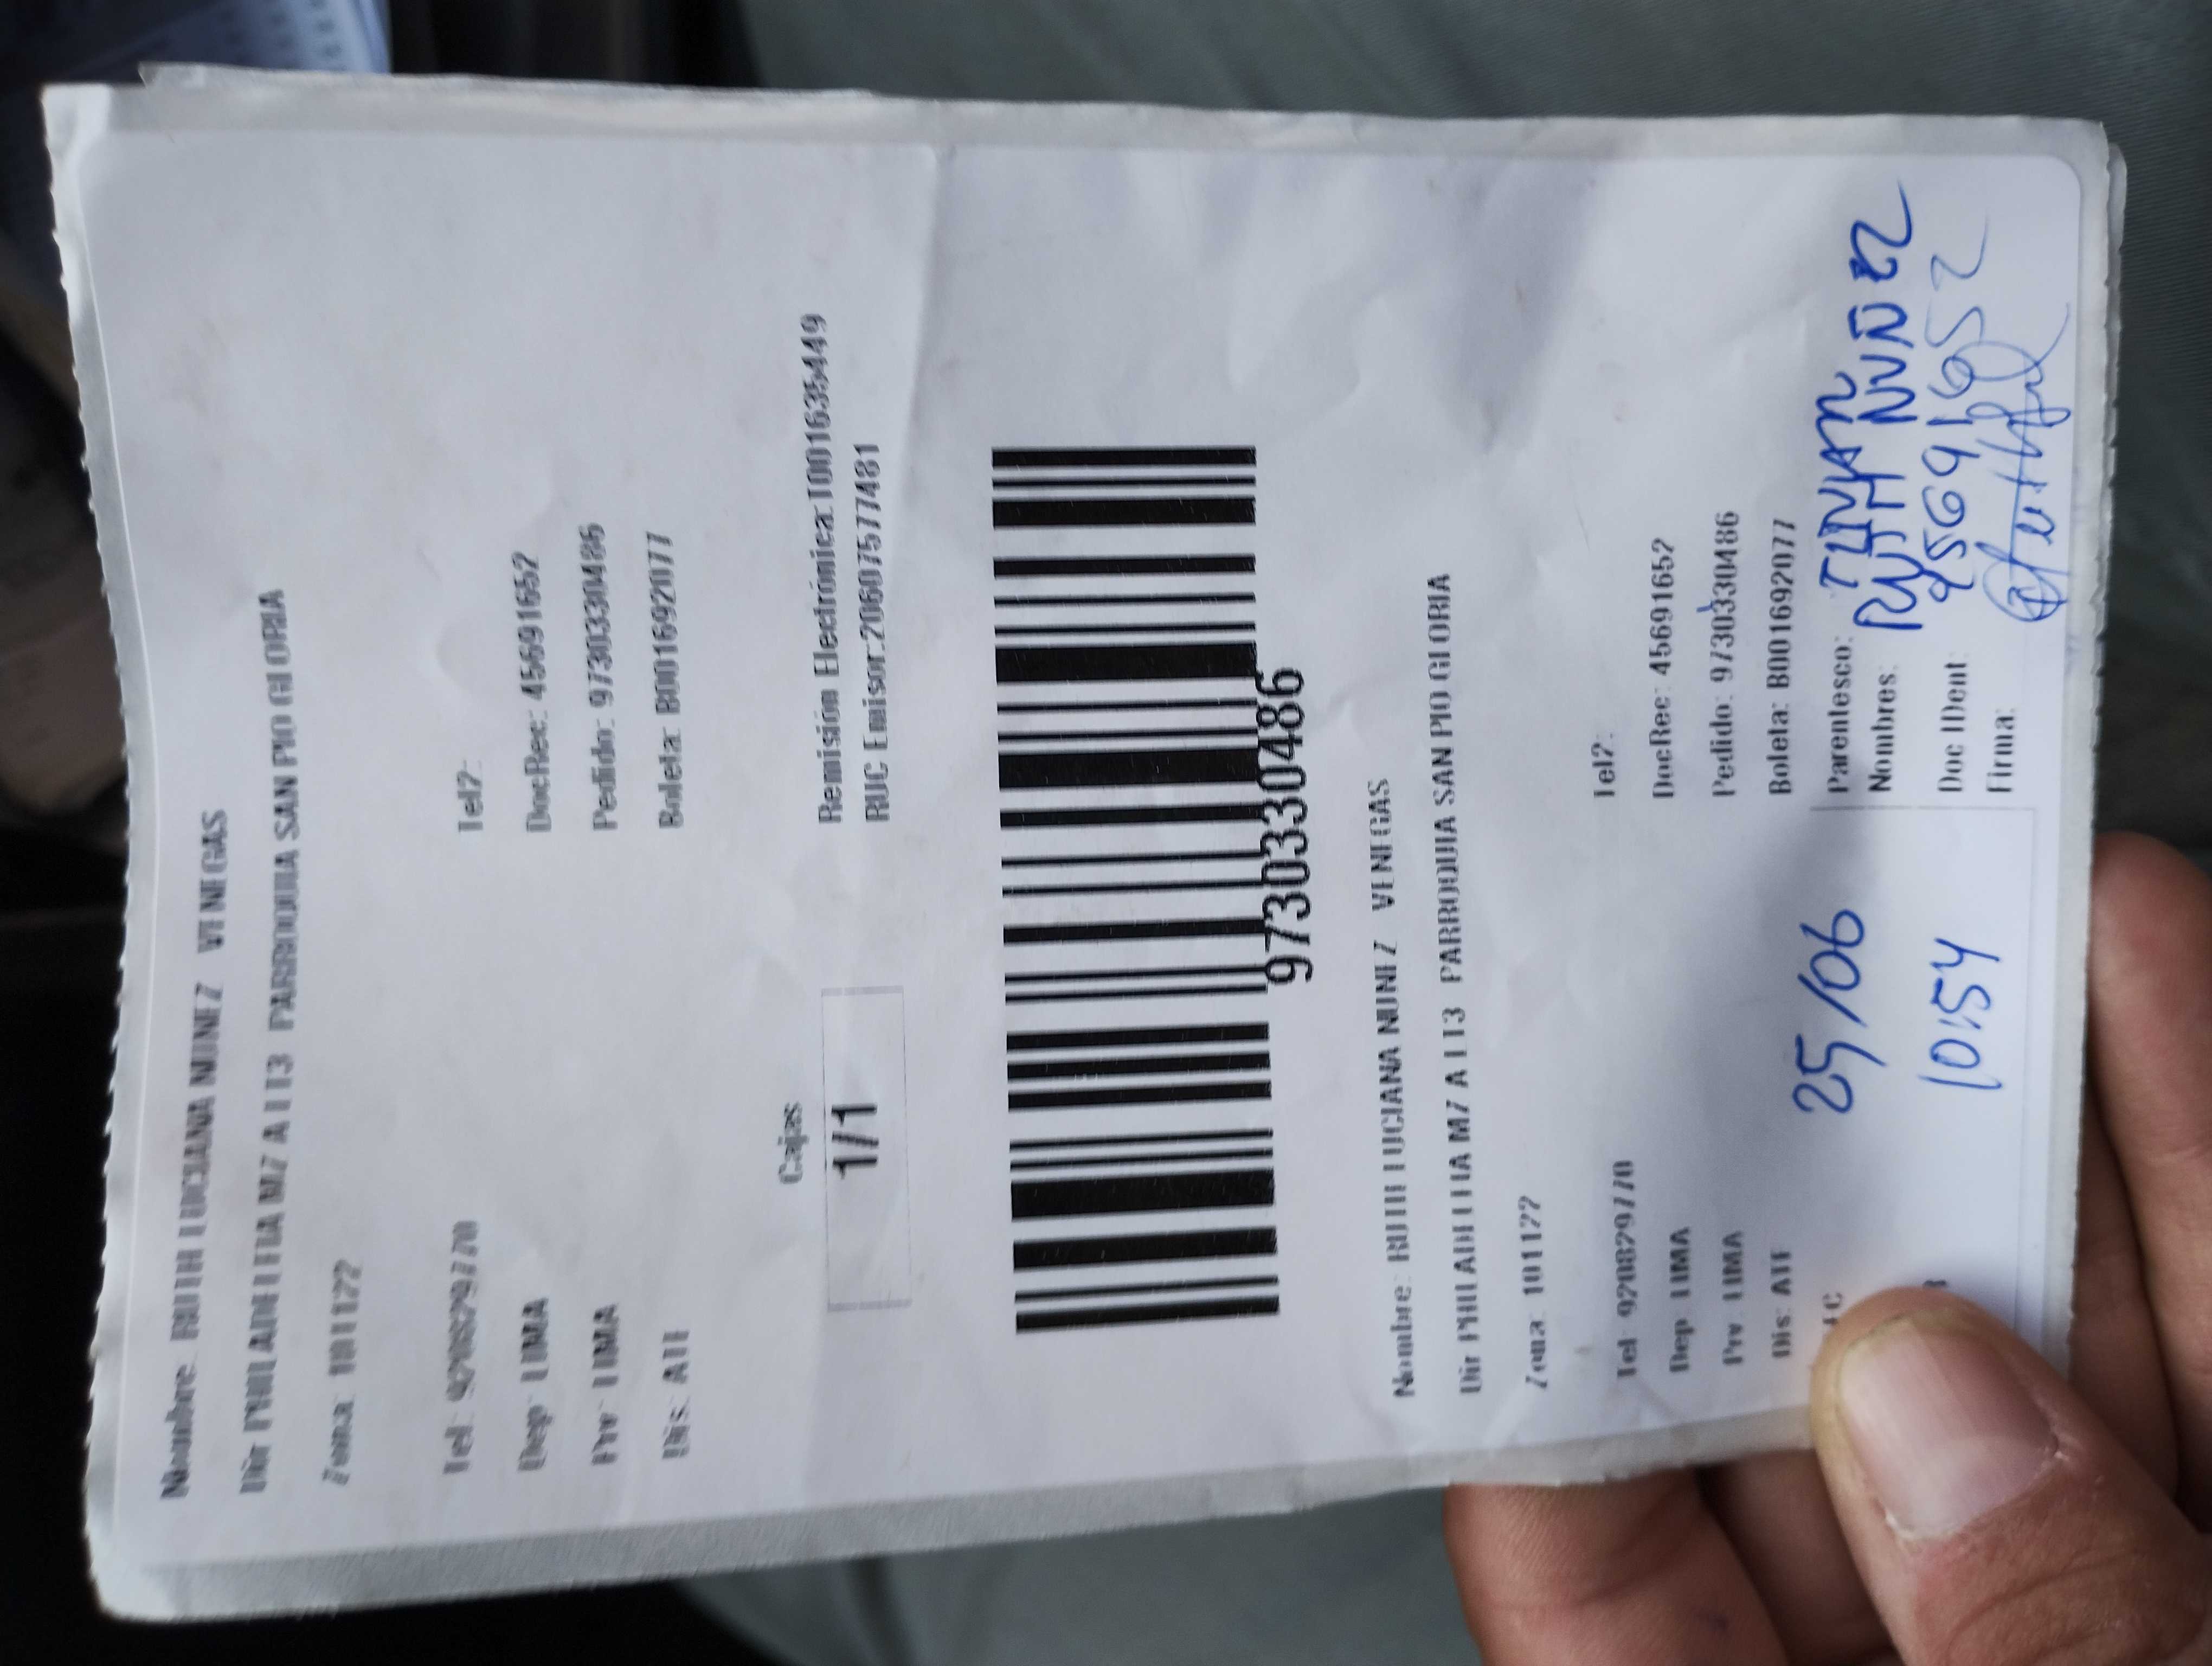 Nombre: RUTH LUCIANA NUNEZ VENEGAS
Dir PHILADELFIA MZ A LT3 PARROQUIA SAN PIO GLORIA
Zona: 101122
Tel: 920829770 Tel2:
Dep: LIMA DocRec: 45691652
Prv: LIMA Pedido: 9730330486
Dis: ATE Boleta: B001692077
Cajas
1/1
Remisión Electrónica:T001635449
RUC Emisor:20607577481
9730330486
Nombre: RUTH LUCIANA NUNEZ VENEGAS
Dir PHILADELFIA MZ A LT3 PARROQUIA SAN PIO GLORIA
Zona: 101122
Tel: 920829770 Tel2:
Dep: LIMA DocRec: 45691652
Prv: LIMA Pedido: 9730330486
Dis: ATE Boleta: B001692077
25/06
10:54
Parentesco:
Nombres: RUTH NUÑEZ
Doc IDent: 45691652
Firma: